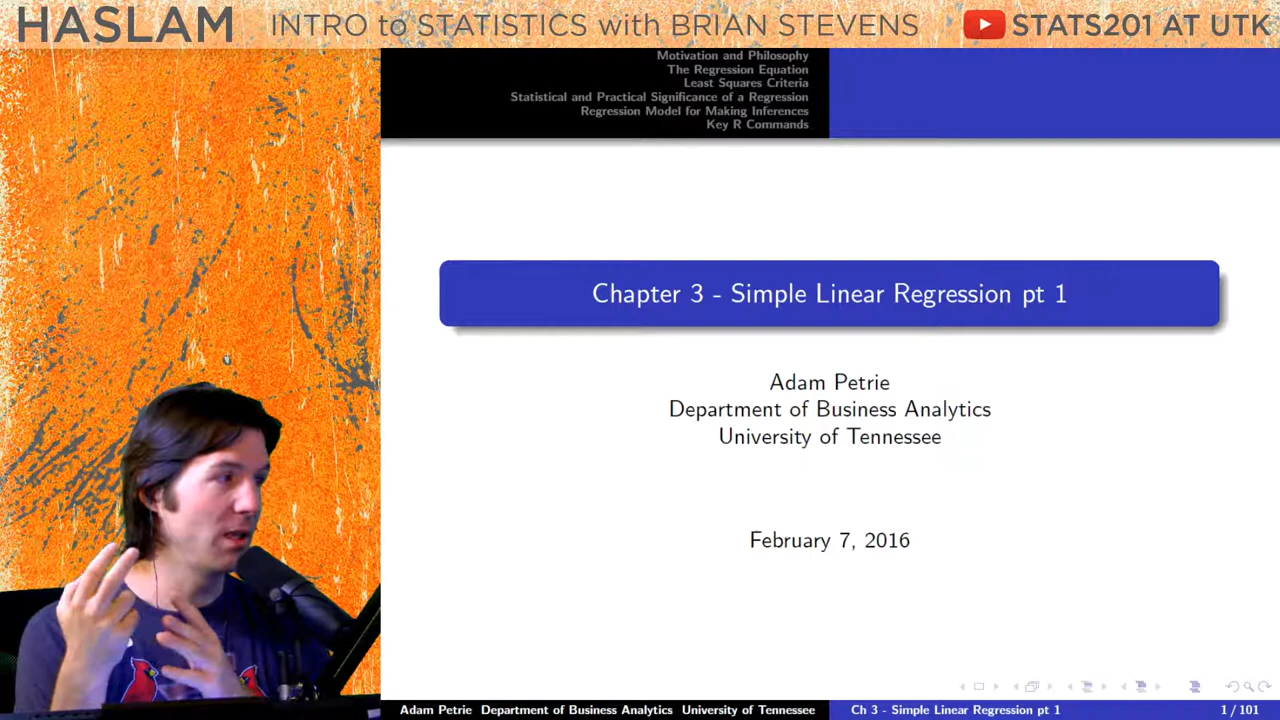 HASLAM INTRO to STATISTICS with BRIAN STEVENS STATS201 AT UTK
Motivation and Philosophy
The Regression Equation
Least Squares Criteria
Statistical and Practical Significance of a Regression
Regression Model for Making Inferences
Key R Commands
Chapter 3 - Simple Linear Regression pt 1
Adam Petrie
Department of Business Analytics
University of Tennessee
February 7, 2016
Adam Petrie Department of Business Analytics University of Tennessee Ch 3 - Simple Linear Regression pt 1 1 / 101